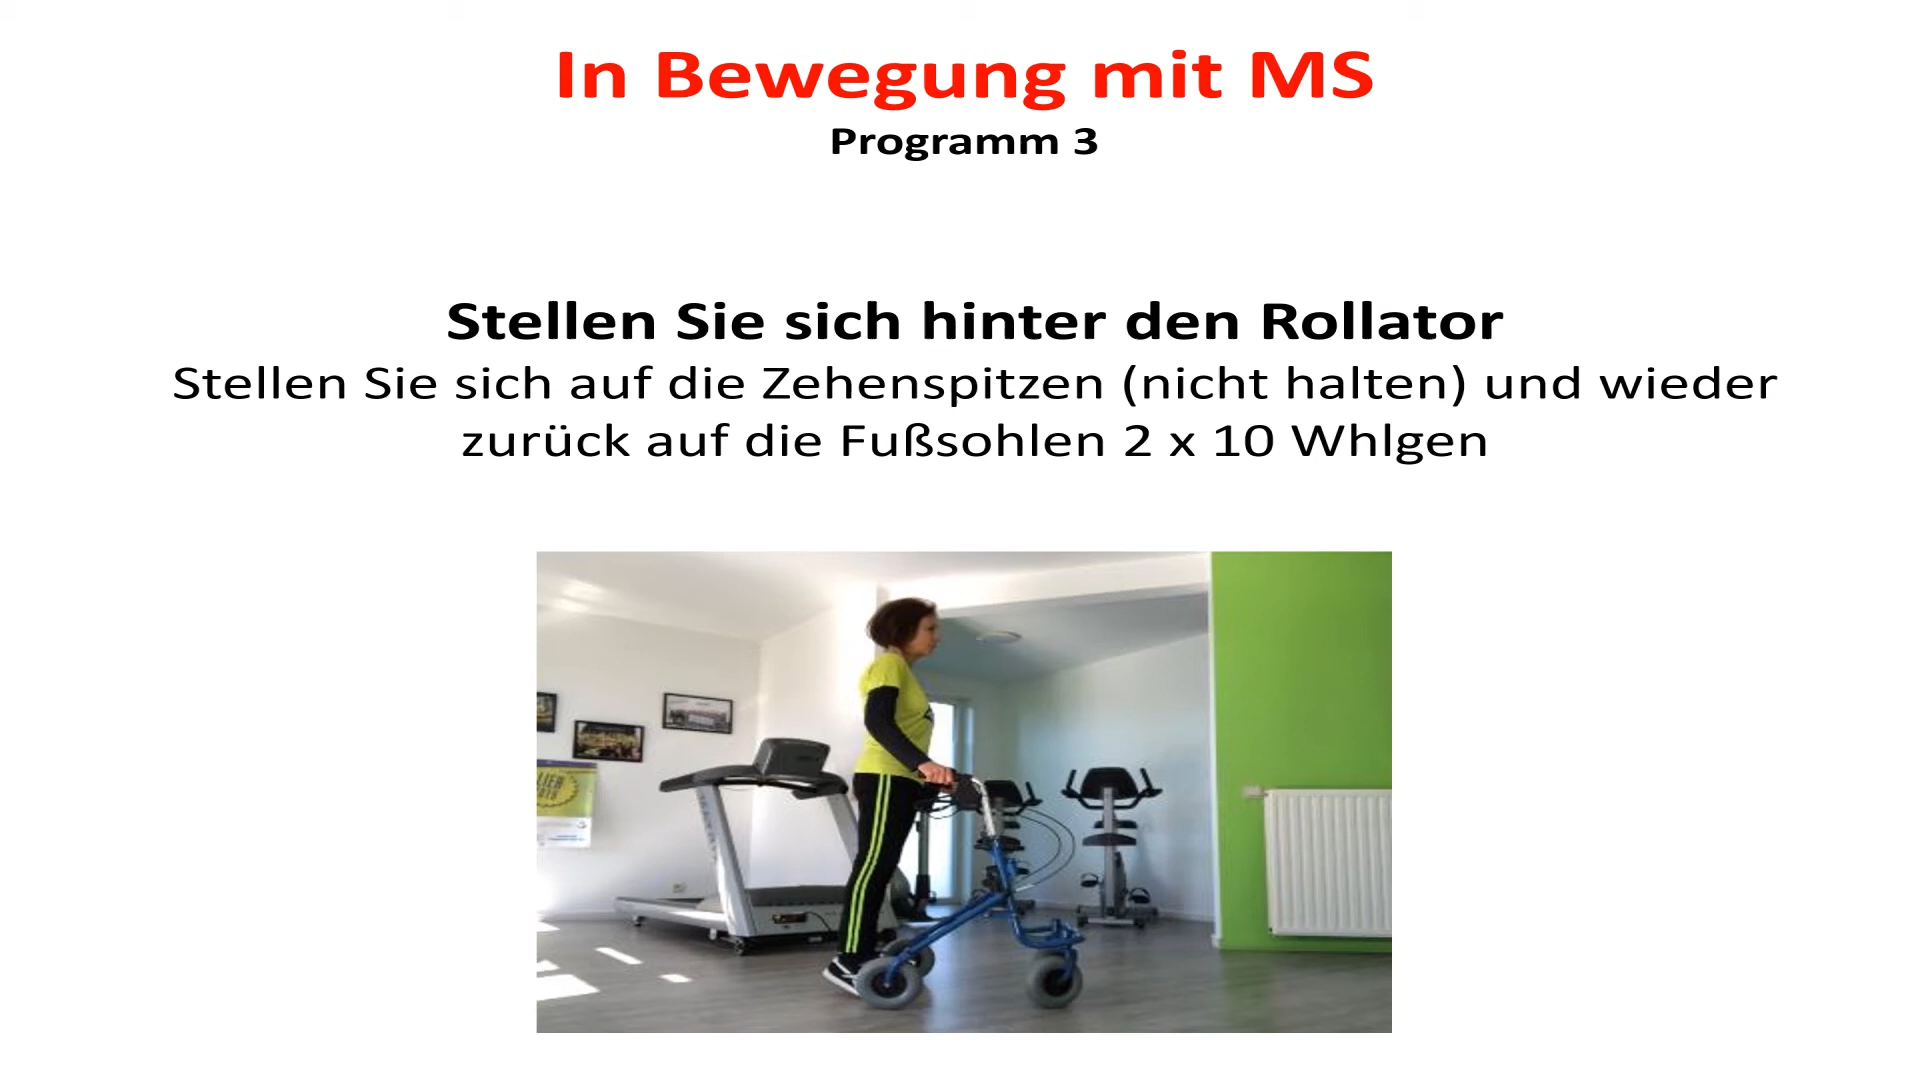 In Bewegung mit MS
Programm 3
Stellen Sie sich hinter den Rollator
Stellen Sie sich auf die Zehenspitzen (nicht halten) und wieder
zurück auf die Fußsohlen 2 x 10 Whlgen